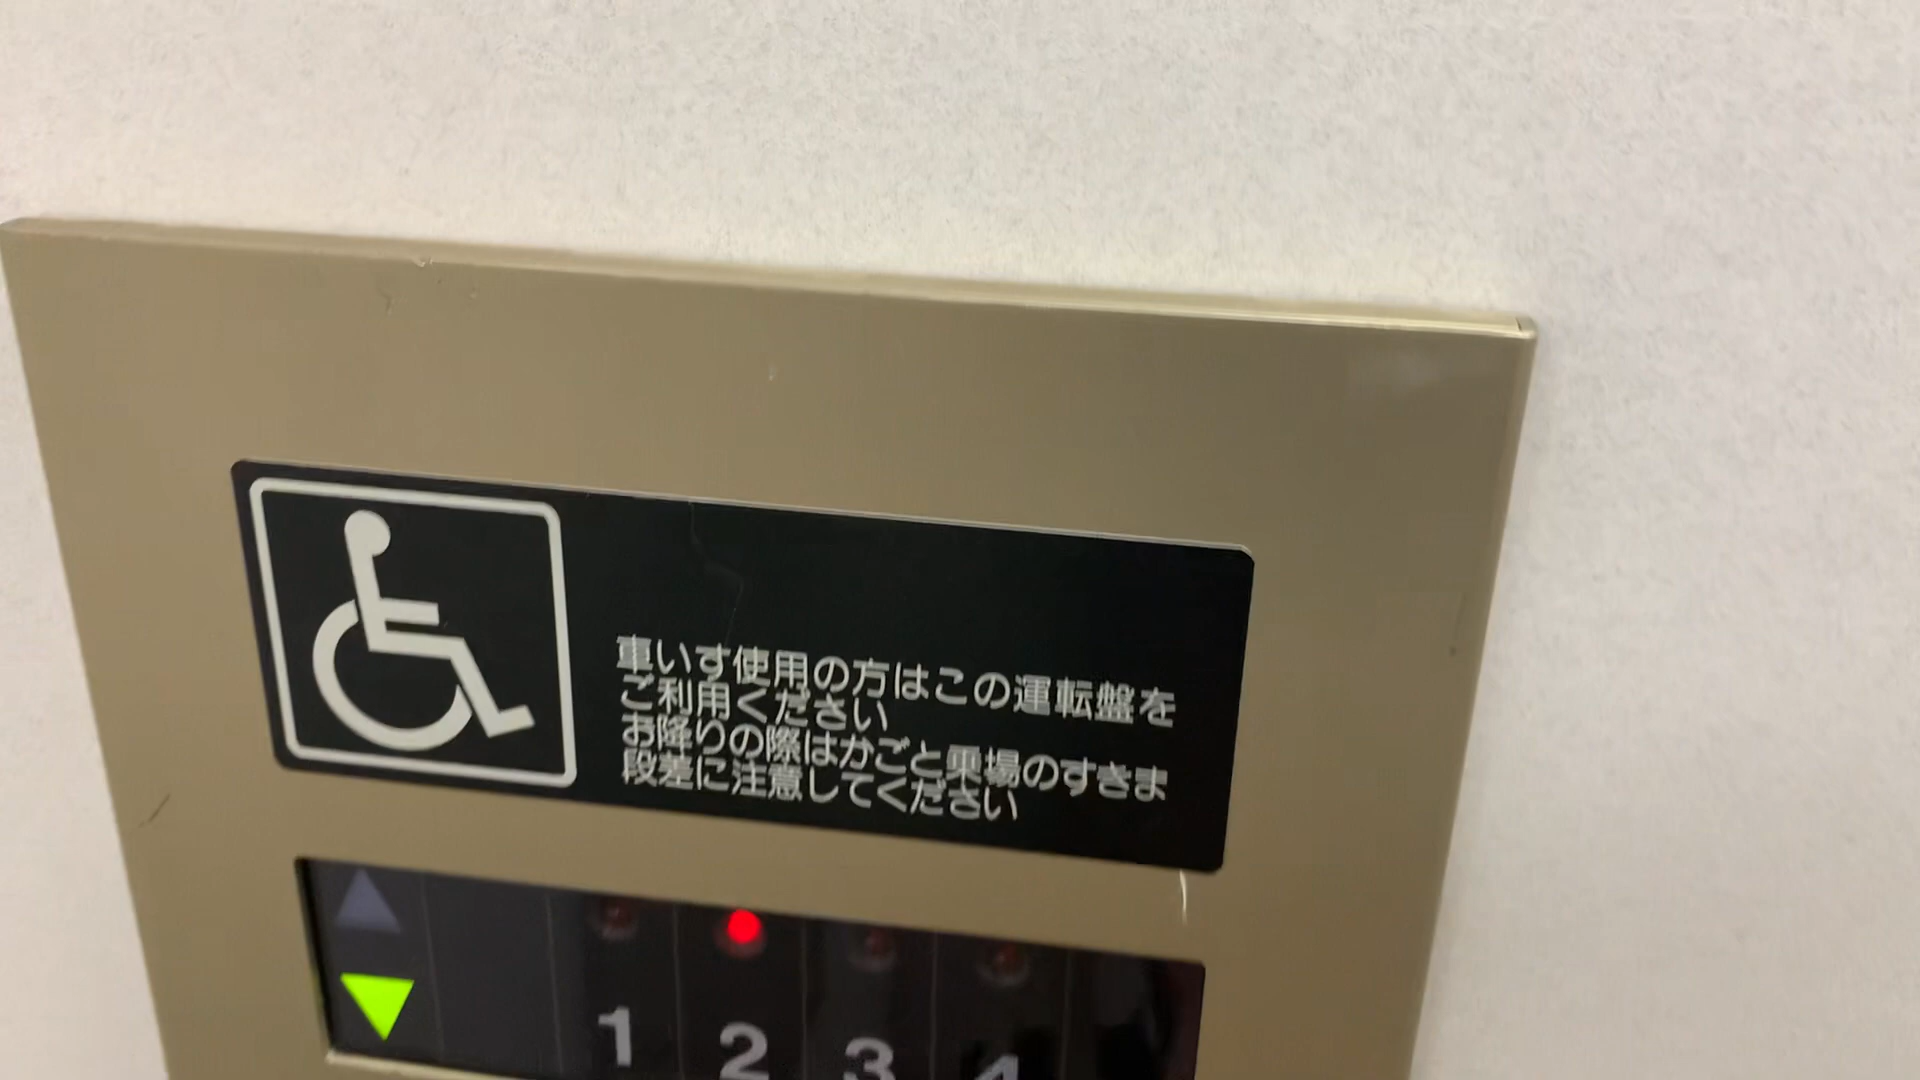 車いす使用の方はこの運転盤を
ご利用ください
お降りの際はかごと乗場のすきま
段差に注意してください
1 2 3 4